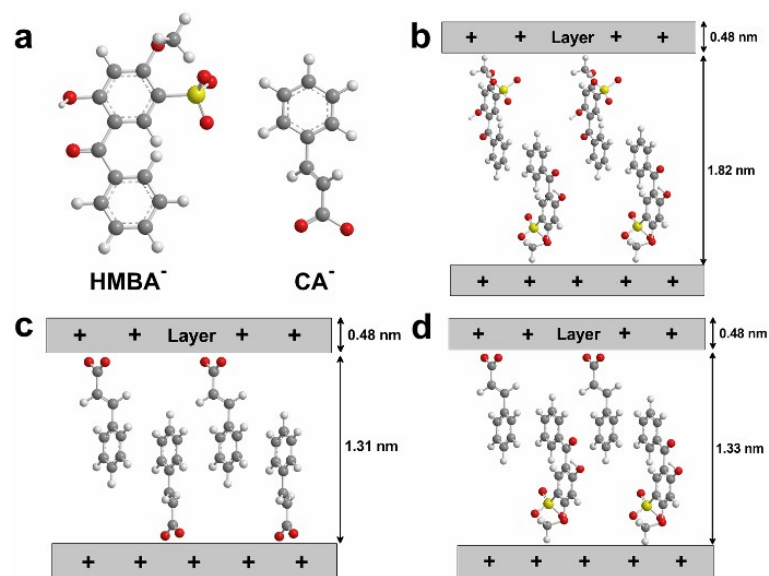 a
HMBA-
CA-
b
+ + Layer + +
0.48 nm
1.82 nm
+ + + + +
c
+ + Layer + +
0.48 nm
1.31 nm
+ + + + +
d
+ + Layer + +
0.48 nm
1.33 nm
+ + + + +